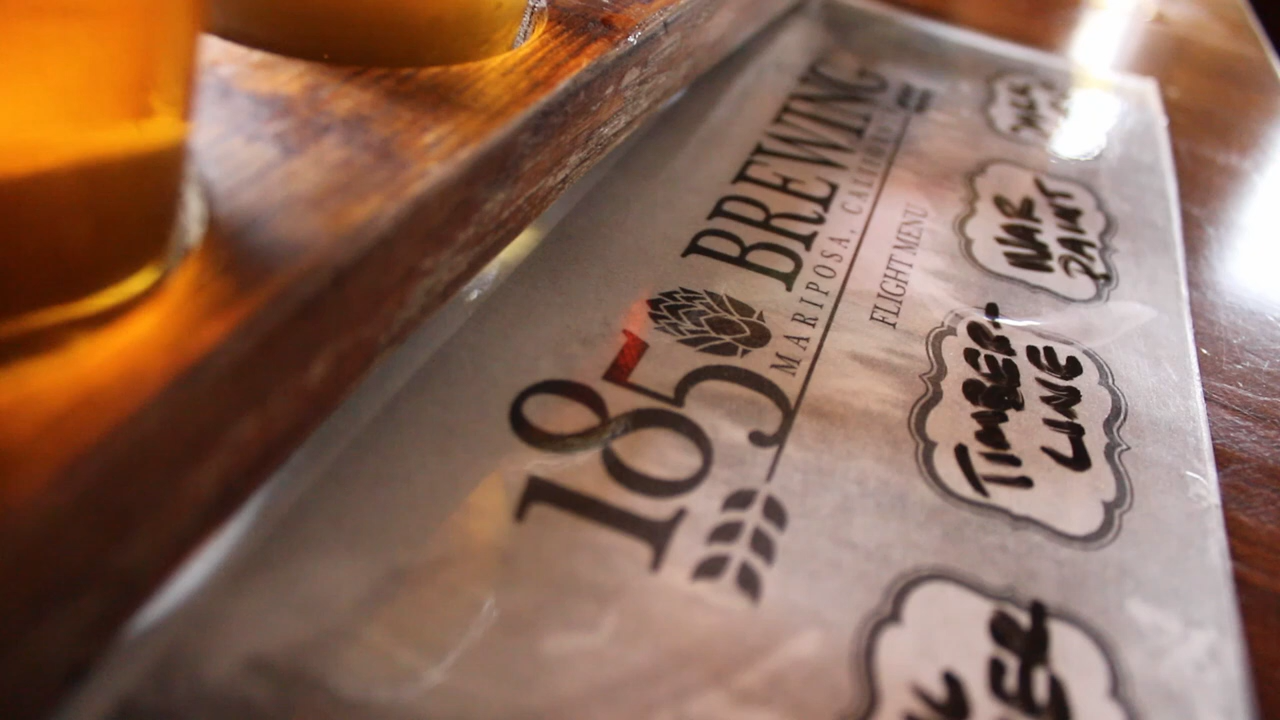 1850 BREWING
MARIPOSA, CALIFORNIA
FLIGHT MENU
TIMBER-
LINE
WAR
PAINT